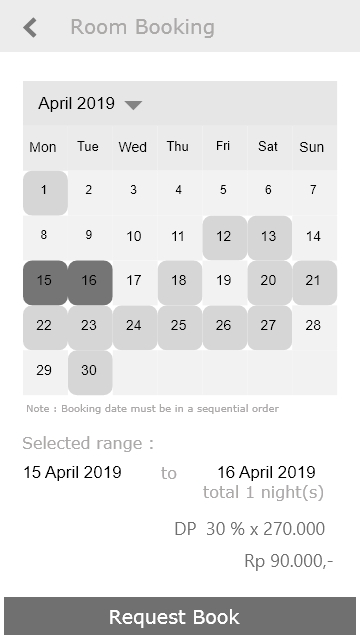 Room Booking
April 2019
Mon Tue Wed Thu Fri Sat Sun
1 2 3 4 5 6 7
8 9 10 11 12 13 14
15 16 17 18 19 20 21
22 23 24 25 26 27 28
29 30
Note : Booking date must be in a sequential order
Selected range :
15 April 2019 to 16 April 2019
total 1 night(s)
DP 30 % x 270.000
Rp 90.000,-
Request Book